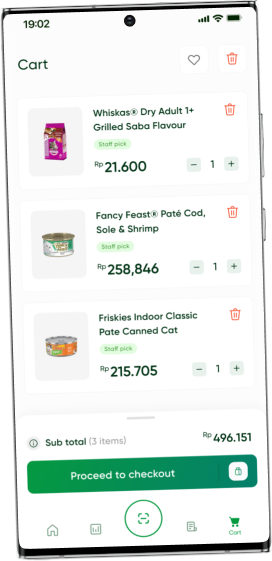 19:02
Cart
Whiskas® Dry Adult 1+
Grilled Saba Flavour
Staff pick
Rp 21.600
− 1 +
Fancy Feast® Paté Cod,
Sole & Shrimp
Staff pick
Rp 258,846
− 1 +
Friskies Indoor Classic
Pate Canned Cat
Staff pick
Rp 215.705
− 1 +
Sub total (3 items)
Rp 496.151
Proceed to checkout
Cart